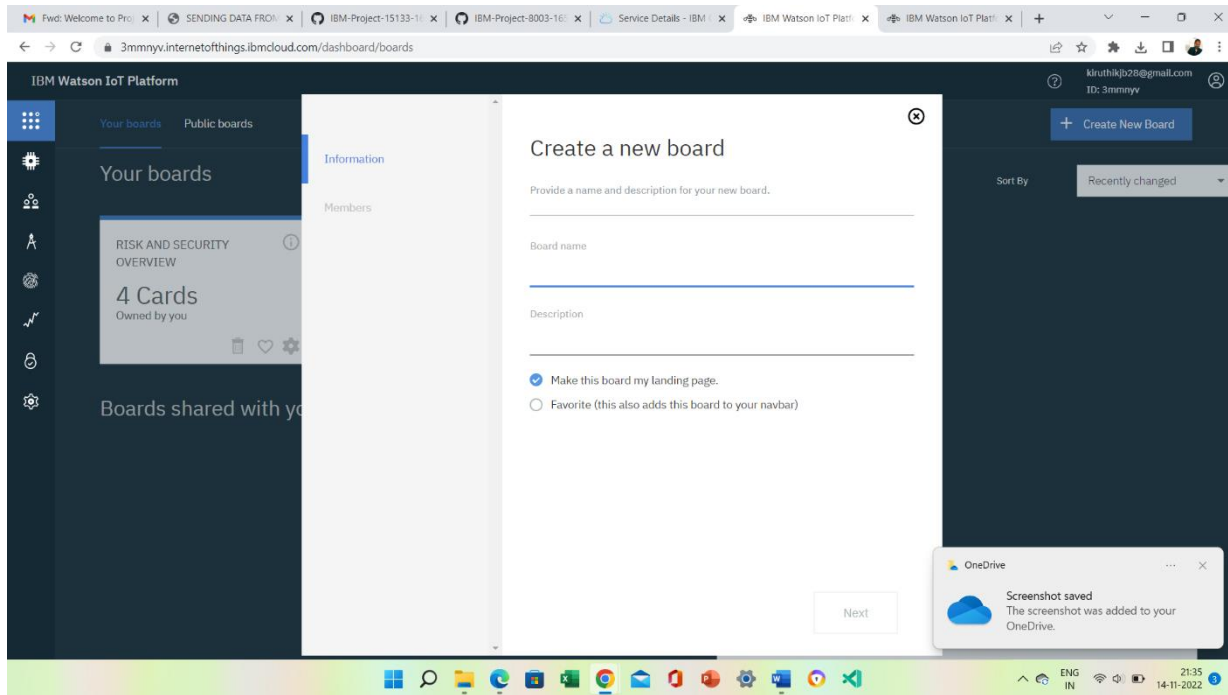 Fwd: Welcome to Proj
SENDING DATA FROM
IBM-Project-15133-16
IBM-Project-8003-165
Service Details - IBM C
IBM Watson IoT Platf
IBM Watson IoT Platf
3mmnyv.internetofthings.ibmcloud.com/dashboard/boards
IBM Watson IoT Platform
kiruthikjb28@gmail.com
ID: 3mmnyv
Your boards
Public boards
+ Create New Board
Your boards
Sort By
Recently changed
RISK AND SECURITY
OVERVIEW
4 Cards
Owned by you
Boards shared with yo
Information
Members
Create a new board
Provide a name and description for your new board.
Board name
Description
Make this board my landing page.
Favorite (this also adds this board to your navbar)
Next
OneDrive
Screenshot saved
The screenshot was added to your
OneDrive.
ENG
IN
21:35
14-11-2022
3